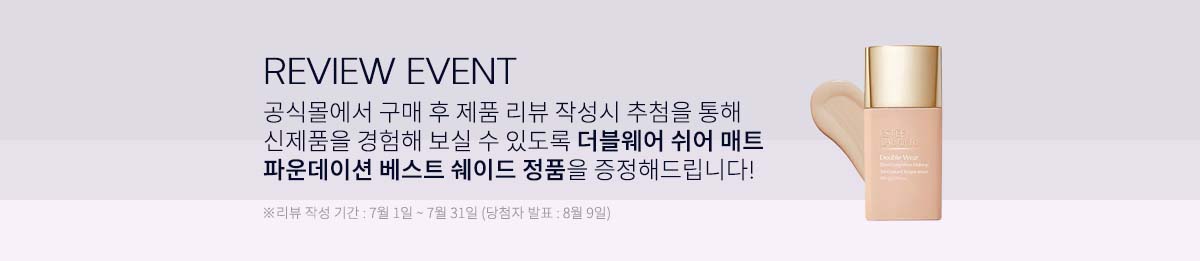 REVIEW EVENT
공식몰에서 구매 후 제품 리뷰 작성시 추첨을 통해
신제품을 경험해 보실 수 있도록 더블웨어 쉬어 매트
파운데이션 베스트 쉐이드 정품을 증정해드립니다!
※리뷰 작성 기간 : 7월 1일 ~ 7월 31일 (당첨자 발표 : 8월 9일)
Double Wear